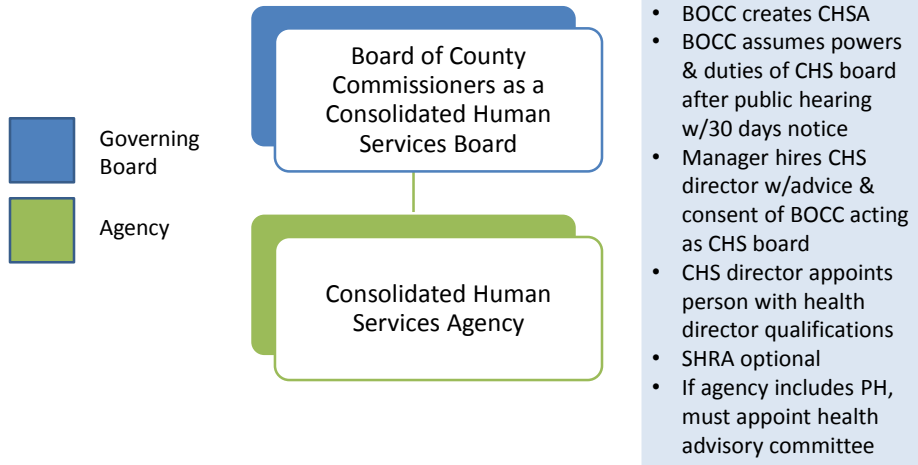 Governing
Board
Agency
Board of County
Commissioners as a
Consolidated Human
Services Board
Consolidated Human
Services Agency
• BOCC creates CHSA
• BOCC assumes powers
& duties of CHS board
after public hearing
w/30 days notice
• Manager hires CHS
director w/advice &
consent of BOCC acting
as CHS board
• CHS director appoints
person with health
director qualifications
• SHRA optional
• If agency includes PH,
must appoint health
advisory committee